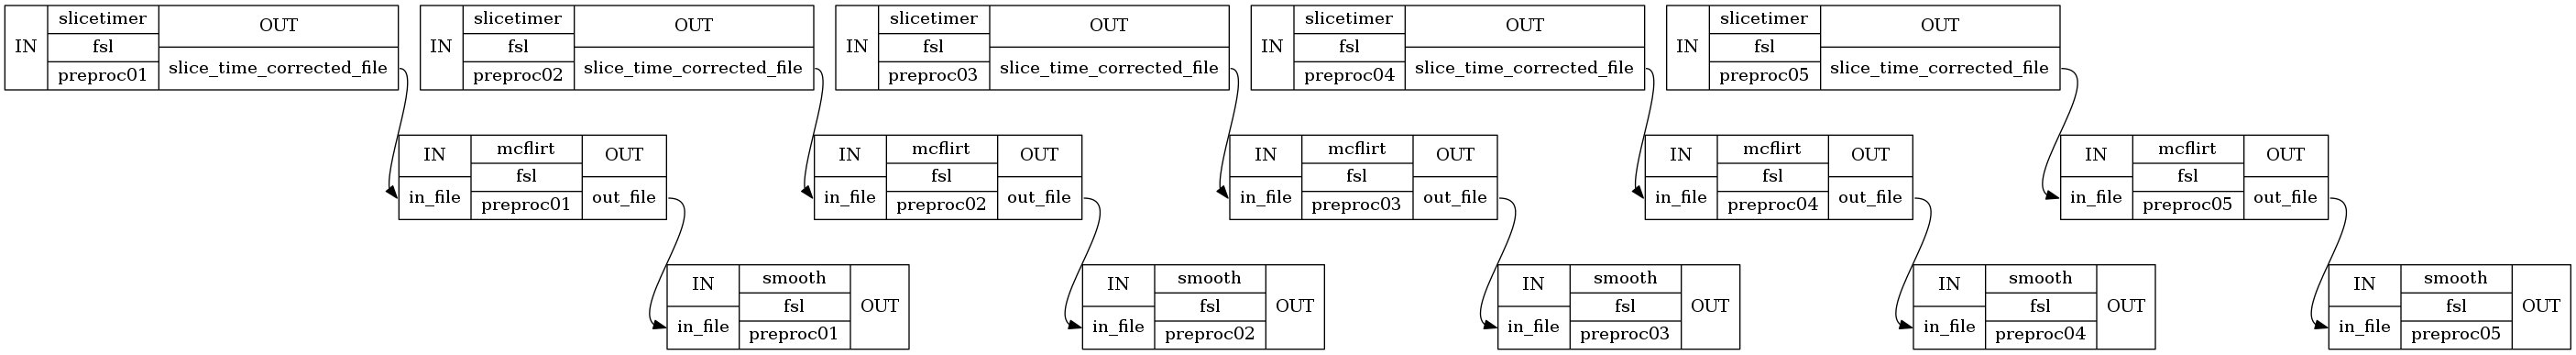 IN slicetimer fsl preproc01 OUT slice_time_corrected_file
IN slicetimer fsl preproc02 OUT slice_time_corrected_file
IN slicetimer fsl preproc03 OUT slice_time_corrected_file
IN slicetimer fsl preproc04 OUT slice_time_corrected_file
IN slicetimer fsl preproc05 OUT slice_time_corrected_file
IN in_file mcflirt fsl preproc01 OUT out_file
IN in_file mcflirt fsl preproc02 OUT out_file
IN in_file mcflirt fsl preproc03 OUT out_file
IN in_file mcflirt fsl preproc04 OUT out_file
IN in_file mcflirt fsl preproc05 OUT out_file
IN in_file smooth fsl preproc01 OUT
IN in_file smooth fsl preproc02 OUT
IN in_file smooth fsl preproc03 OUT
IN in_file smooth fsl preproc04 OUT
IN in_file smooth fsl preproc05 OUT